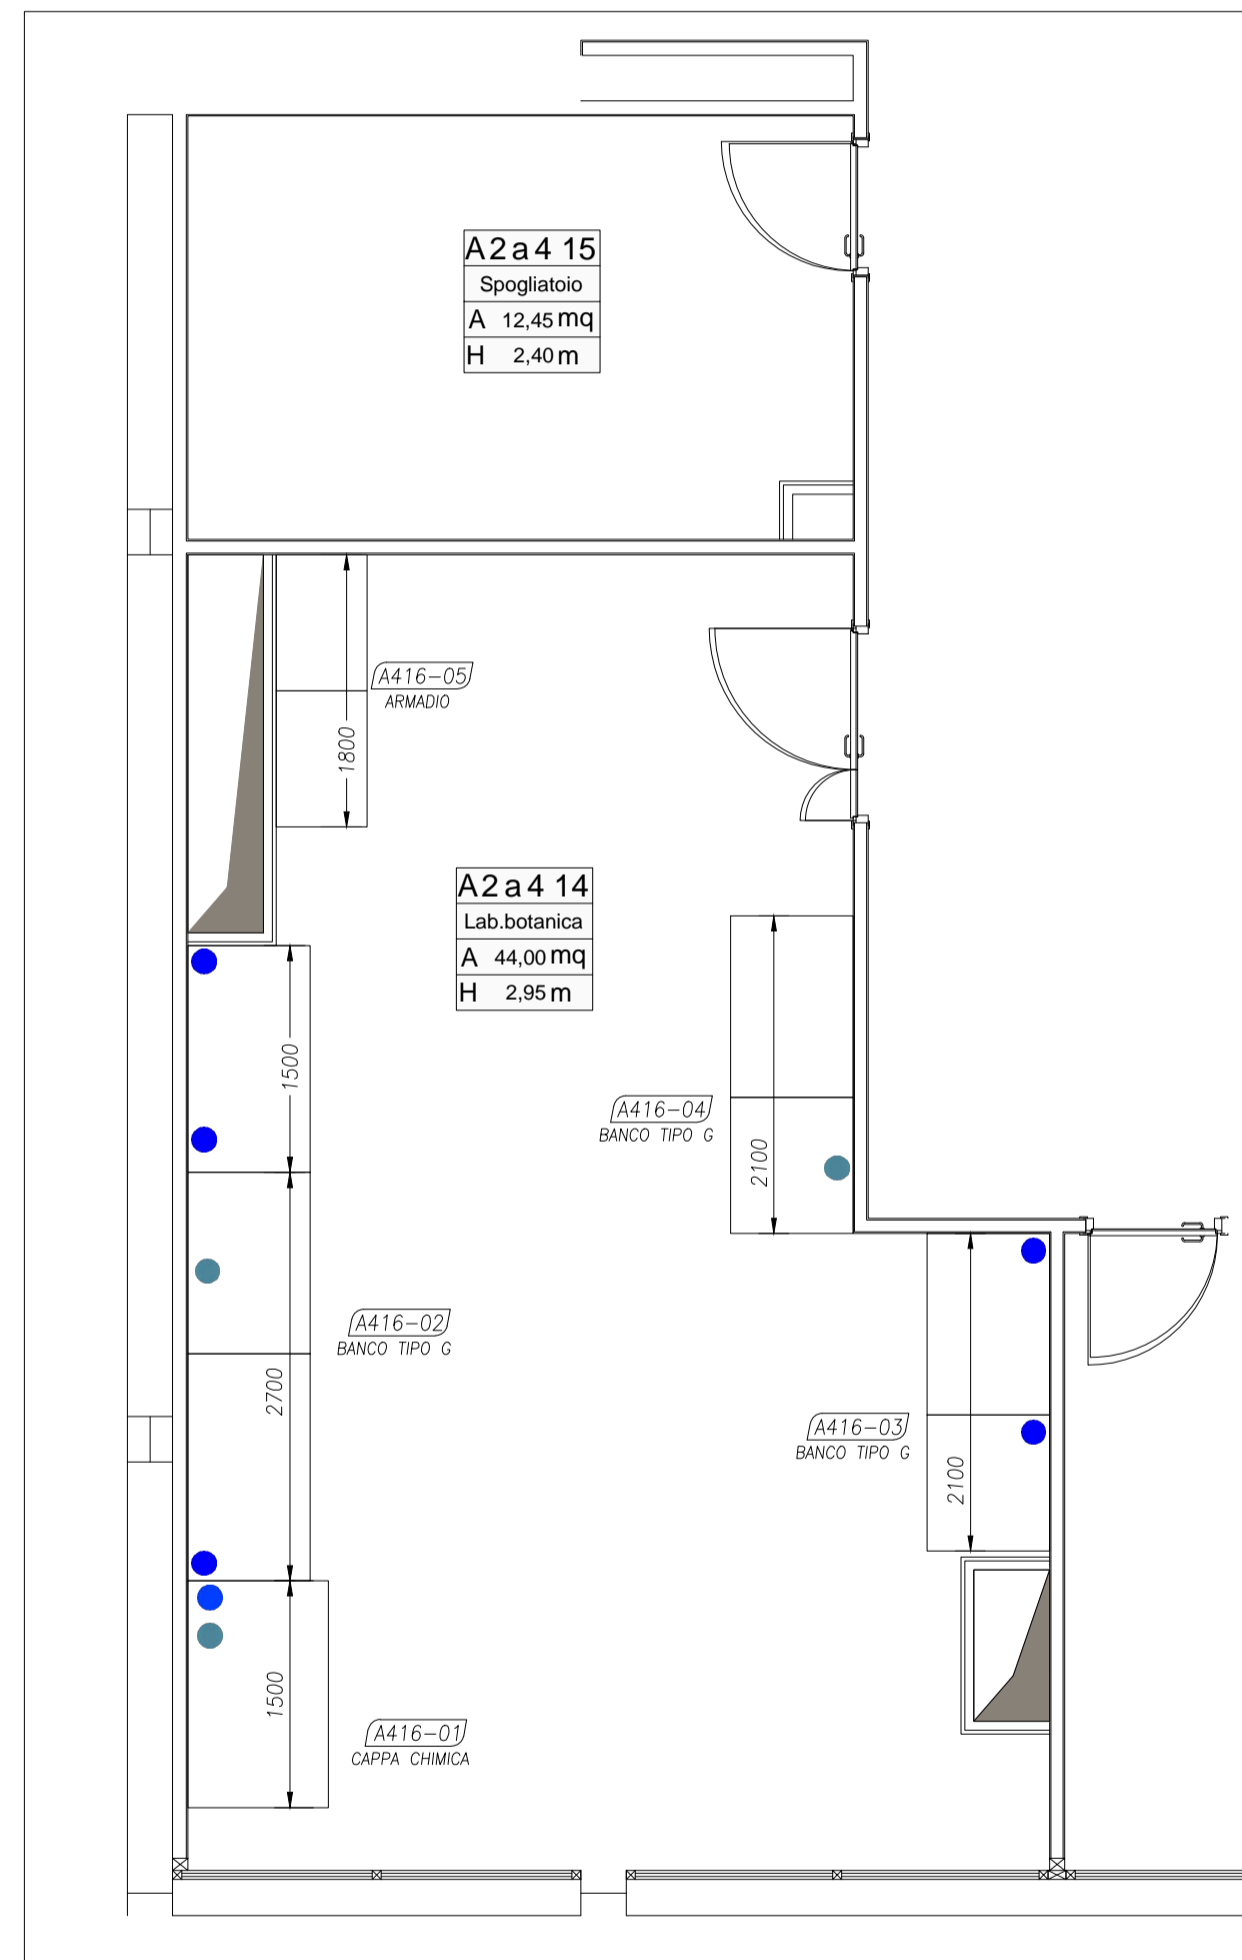 A2a4 15
Spogliatoio
A 12,45 mq
H 2,40 m
A416-05
ARMADIO
1800
A2a4 14
Lab.botanica
A 44,00 mq
H 2,95 m
1500
A416-04
BANCO TIPO G
2100
A416-02
BANCO TIPO G
2700
A416-03
BANCO TIPO G
2100
1500
A416-01
CAPPA CHIMICA